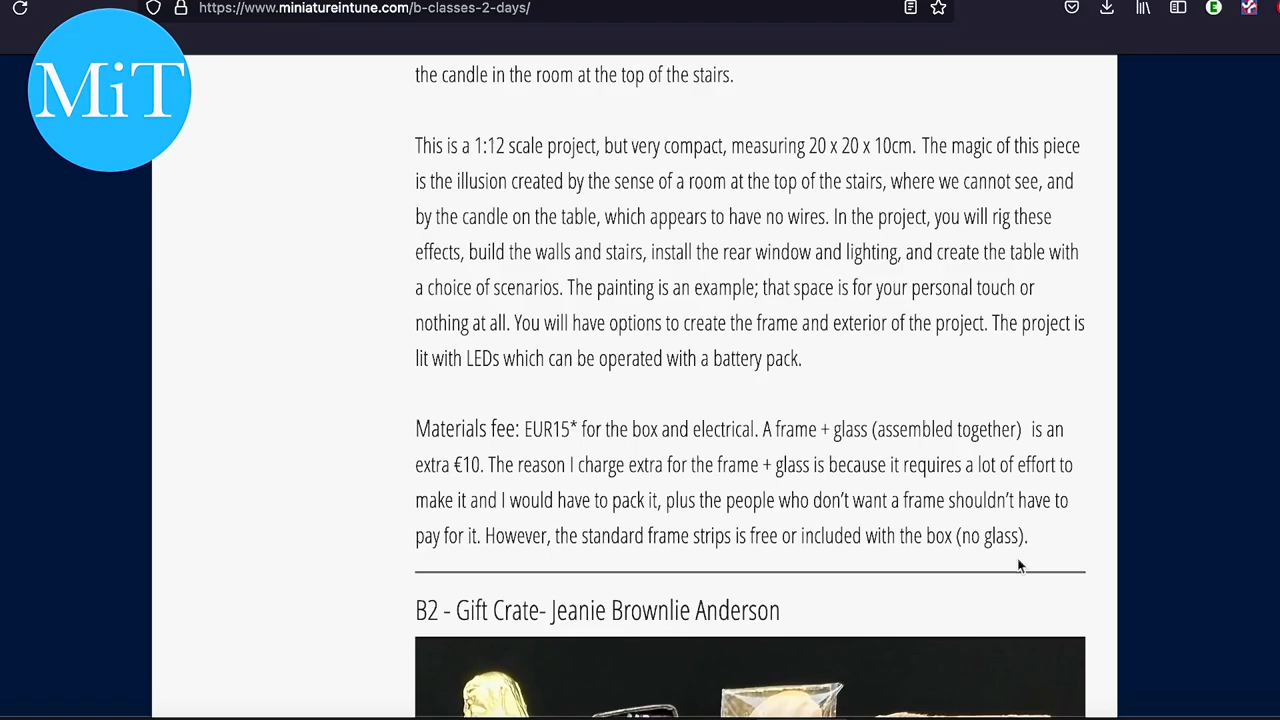 https://www.miniatureintune.com/b-classes-2-days/
MiT
the candle in the room at the top of the stairs.
This is a 1:12 scale project, but very compact, measuring 20 x 20 x 10cm. The magic of this piece
is the illusion created by the sense of a room at the top of the stairs, where we cannot see, and
by the candle on the table, which appears to have no wires. In the project, you will rig these
effects, build the walls and stairs, install the rear window and lighting, and create the table with
a choice of scenarios. The painting is an example; that space is for your personal touch or
nothing at all. You will have options to create the frame and exterior of the project. The project is
lit with LEDs which can be operated with a battery pack.
Materials fee: EUR15* for the box and electrical. A frame + glass (assembled together) is an
extra €10. The reason I charge extra for the frame + glass is because it requires a lot of effort to
make it and I would have to pack it, plus the people who don’t want a frame shouldn’t have to
pay for it. However, the standard frame strips is free or included with the box (no glass).
B2 - Gift Crate- Jeanie Brownlie Anderson